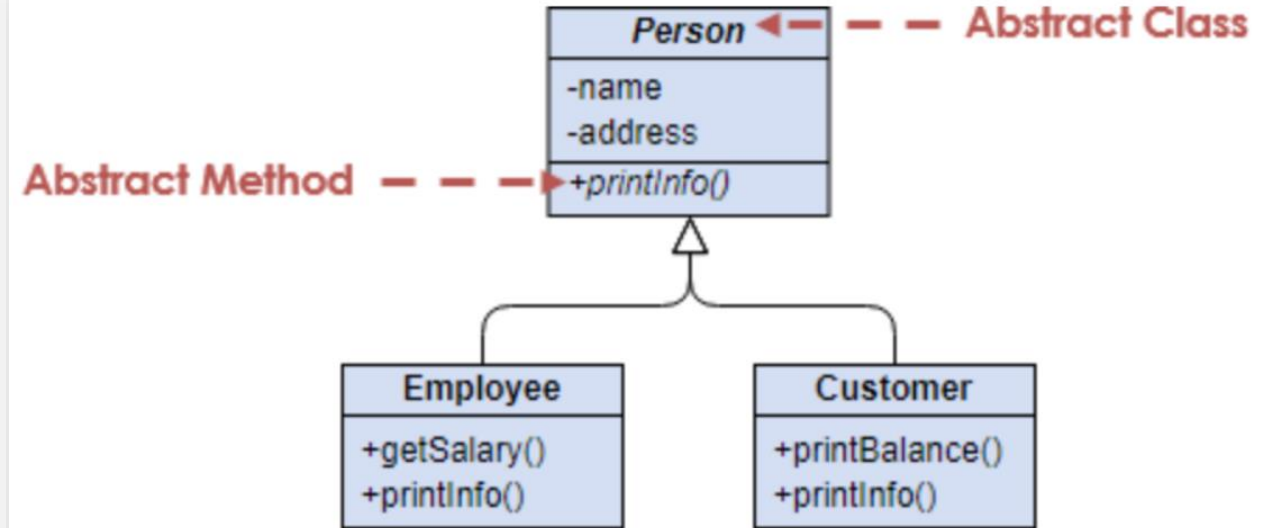 Person
Abstract Class
-name
-address
Abstract Method
+printInfo()
Employee
Customer
+getSalary()
+printBalance()
+printInfo()
+printInfo()